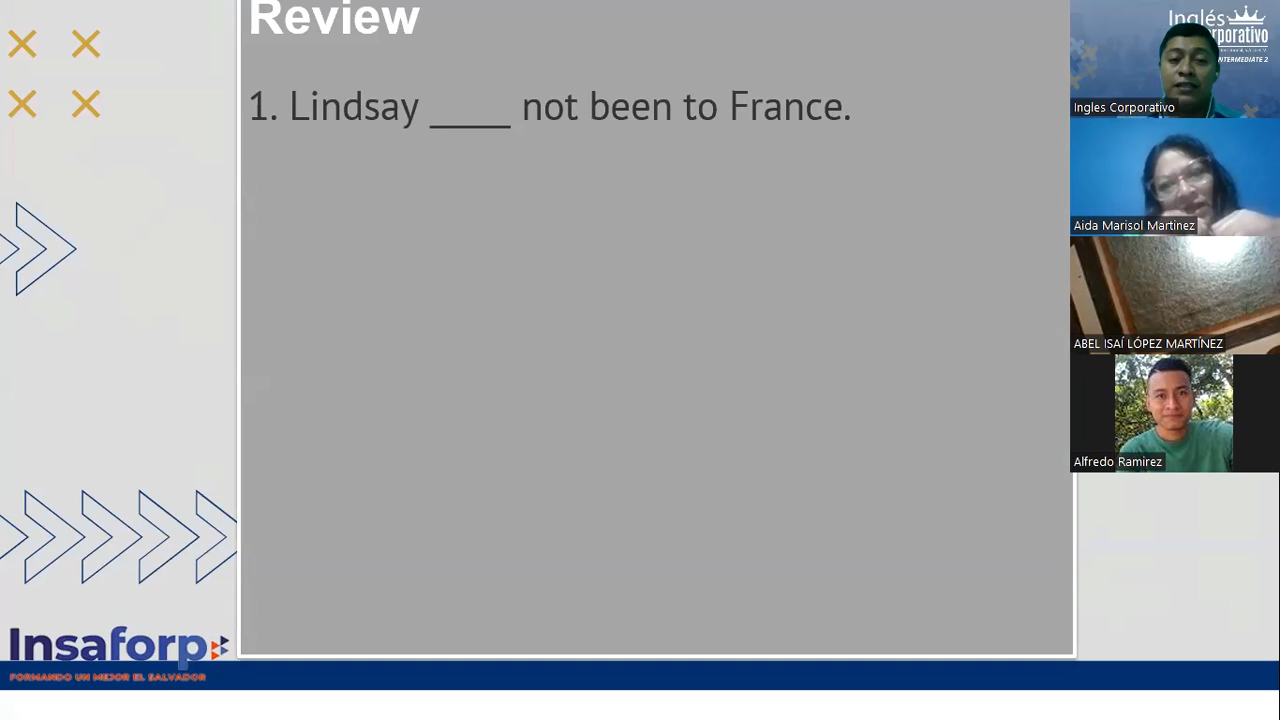 Review
1. Lindsay ____ not been to France.
Inglés
Corporativo
INTERMEDIATE 2
Ingles Corporativo
Aida Marisol Martinez
ABEL ISAÍ LÓPEZ MARTÍNEZ
Alfredo Ramirez
Insaforp
FORMANDO UN MEJOR EL SALVADOR